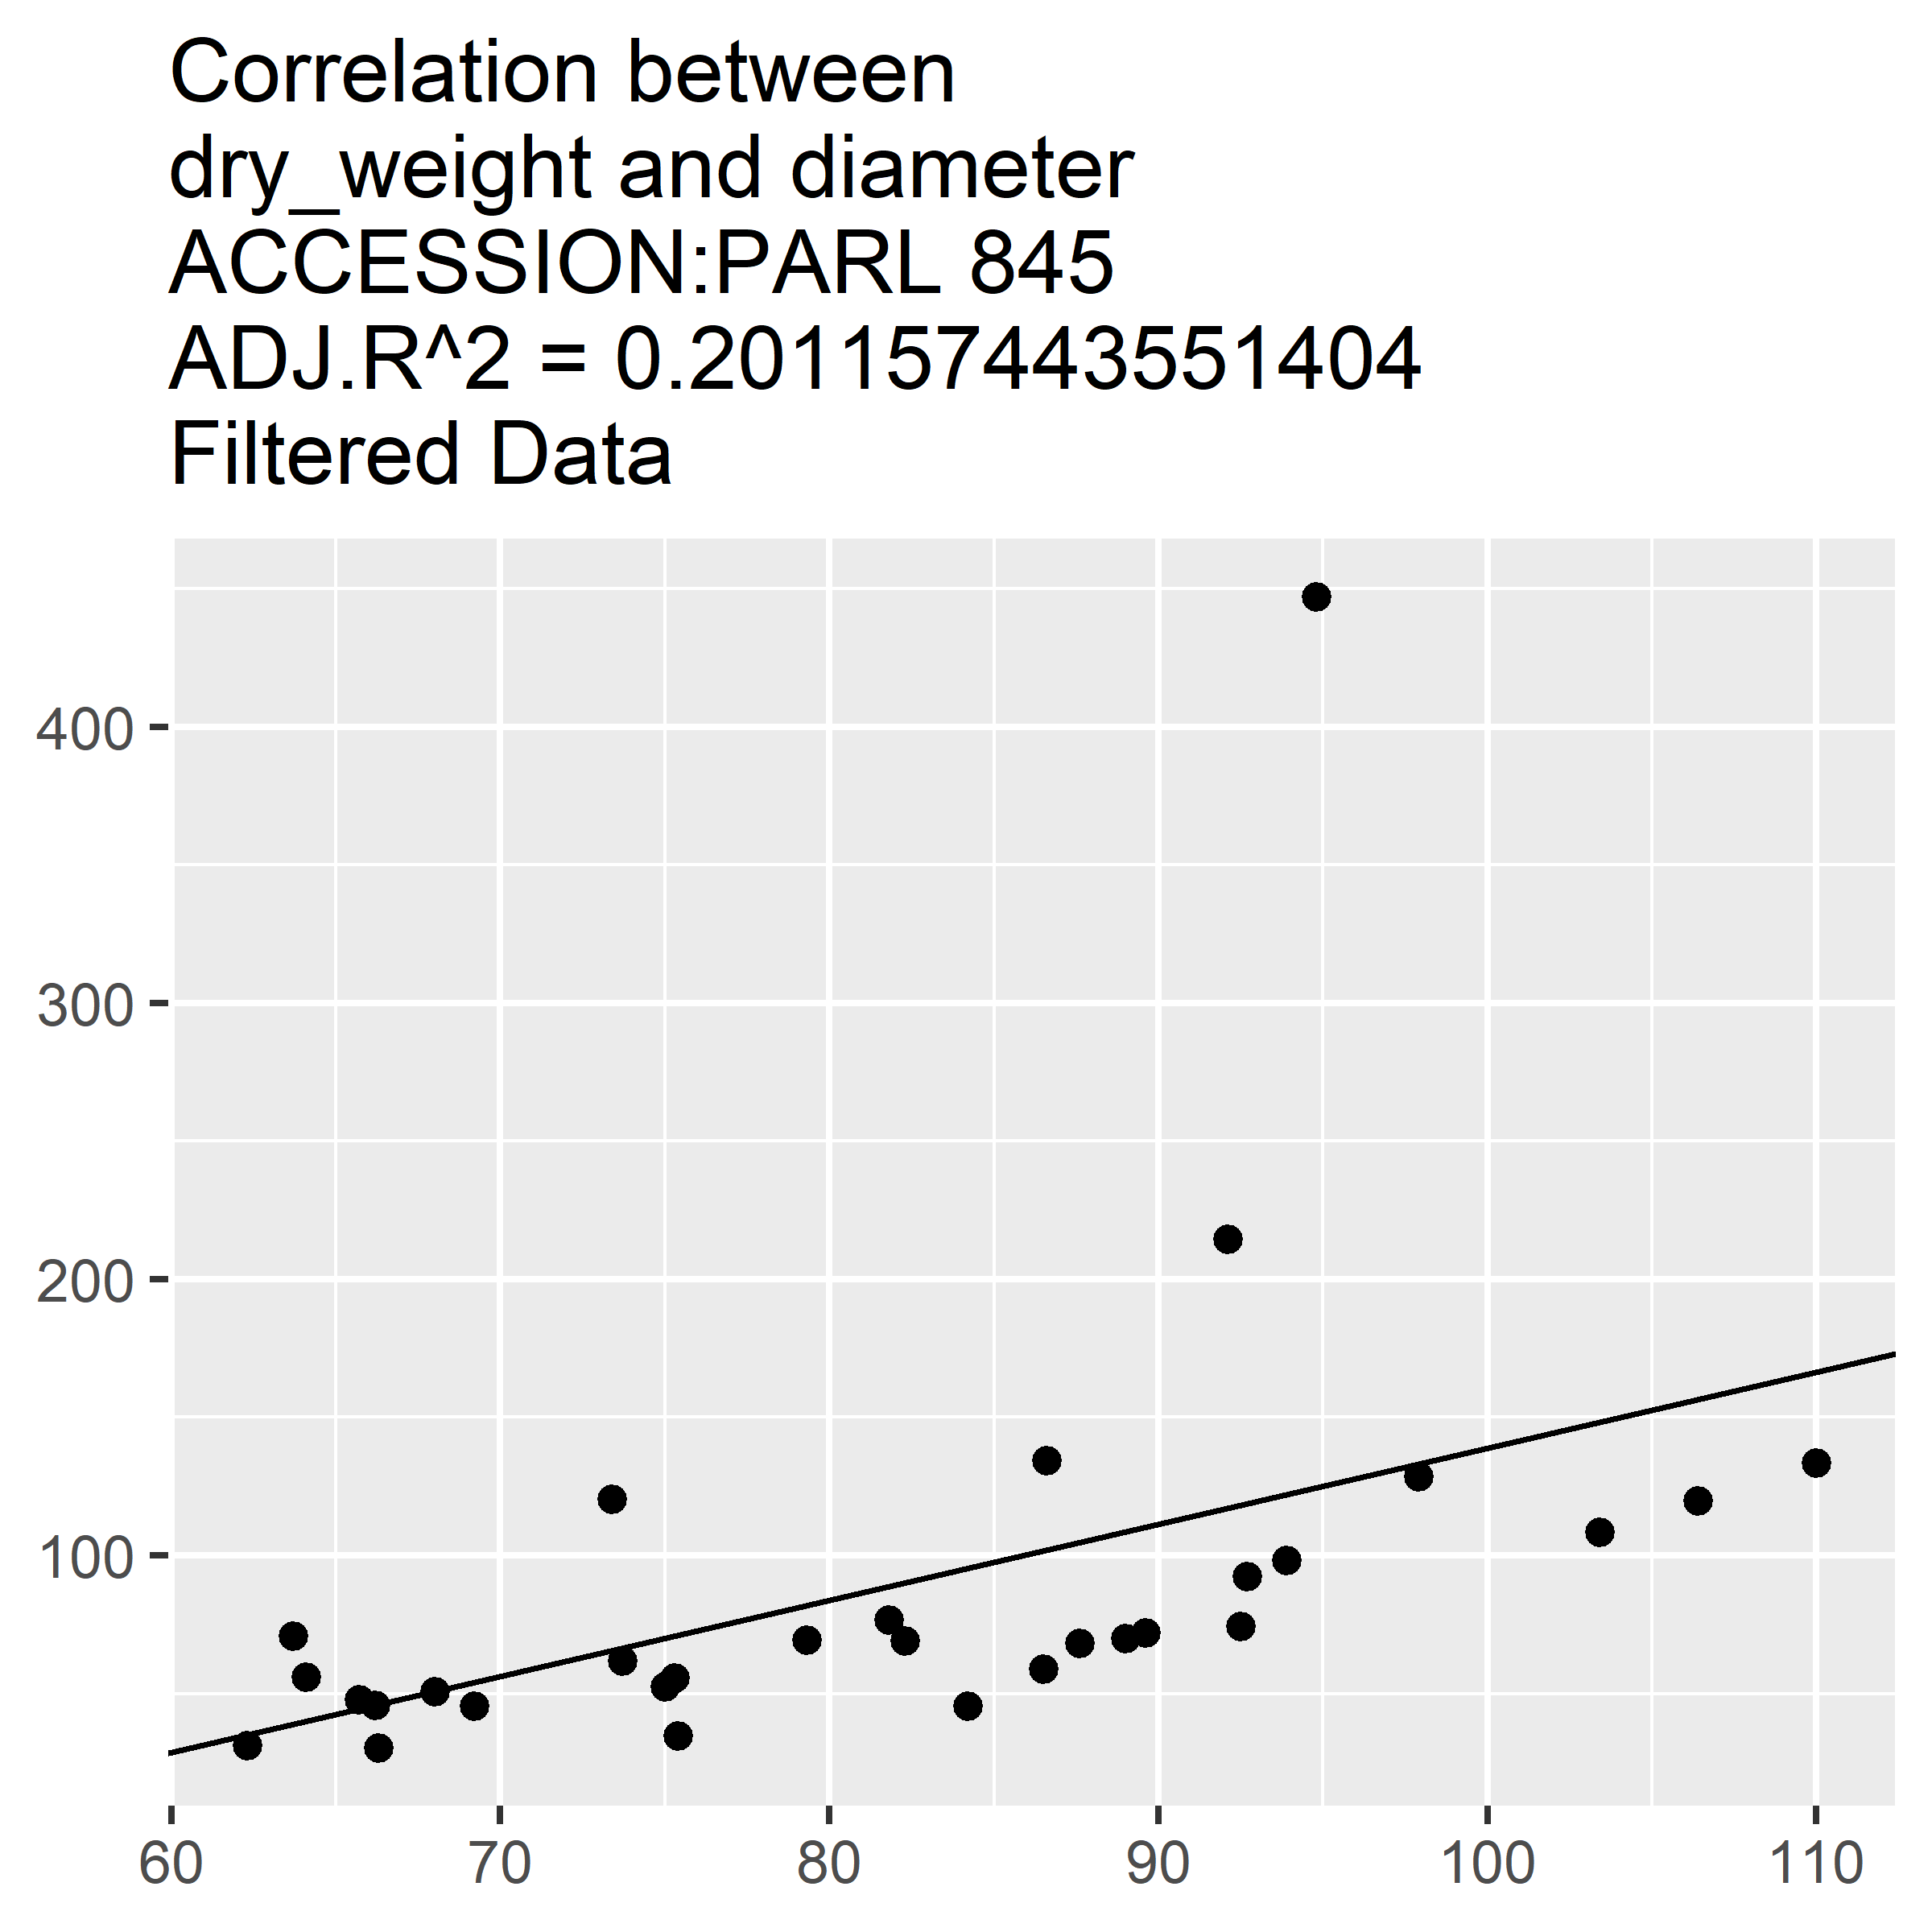 Correlation between
dry_weight and diameter
ACCESSION:PARL 845
ADJ.R^2 = 0.201157443551404
Filtered Data
400
300
200
100
60 70 80 90 100 110